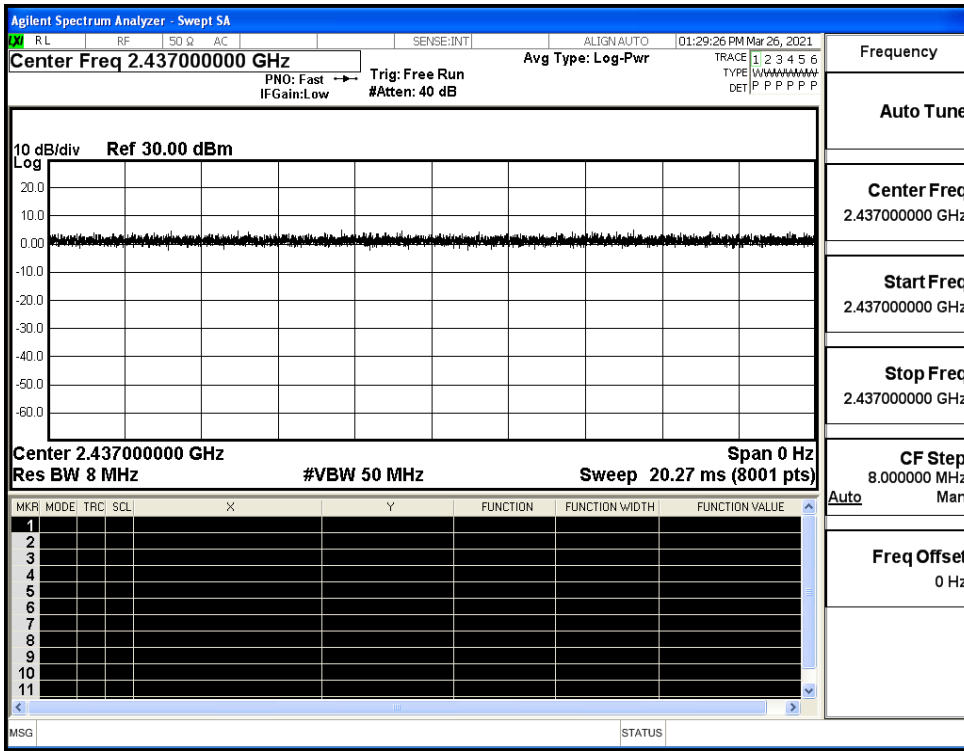 Agilent Spectrum Analyzer - Swept SA
LXI RL RF 50 Ω AC SENSE:INT ALIGN AUTO 01:29:26 PM Mar 26, 2021
Center Freq 2.437000000 GHz Avg Type: Log-Pwr TRACE 1 2 3 4 5 6
PNO: Fast Trig: Free Run TYPE
IFGain:Low #Atten: 40 dB DET P P P P P P
10 dB/div Ref 30.00 dBm
Log
20.0
10.0
0.00
-10.0
-20.0
-30.0
-40.0
-50.0
-60.0
Center 2.437000000 GHz Span 0 Hz
Res BW 8 MHz #VBW 50 MHz Sweep 20.27 ms (8001 pts)
MKR MODE TRC SCL X Y FUNCTION FUNCTION WIDTH FUNCTION VALUE
1
2
3
4
5
6
7
8
9
10
11
MSG STATUS
Frequency
Auto Tune
Center Freq
2.437000000 GHz
Start Freq
2.437000000 GHz
Stop Freq
2.437000000 GHz
CF Step
8.000000 MHz
Auto Man
Freq Offset
0 Hz